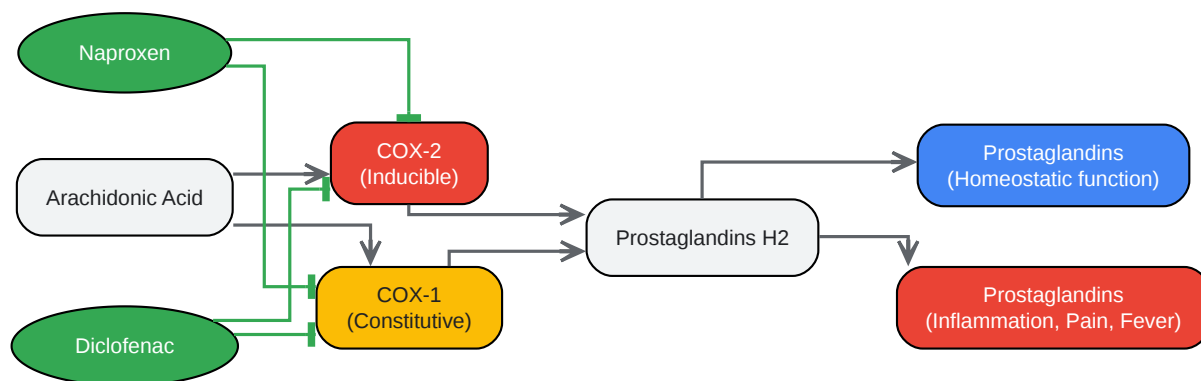 Naproxen
COX-2
(Inducible)
Prostaglandins
(Homeostatic function)
Arachidonic Acid
Prostaglandins H2
COX-1
(Constitutive)
Prostaglandins
(Inflammation, Pain, Fever)
Diclofenac